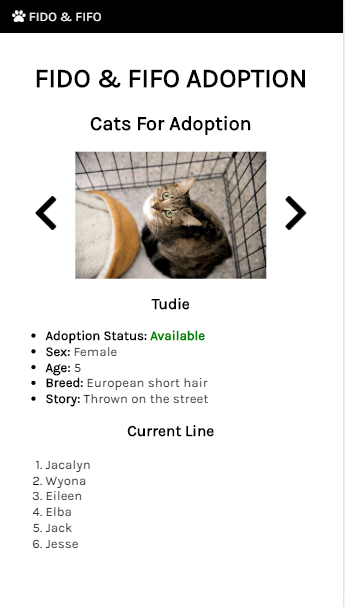 FIDO & FIFO
FIDO & FIFO ADOPTION
Cats For Adoption
Tudie
Adoption Status: Available
Sex: Female
Age: 5
Breed: European short hair
Story: Thrown on the street
Current Line
1. Jacalyn
2. Wyona
3. Eileen
4. Elba
5. Jack
6. Jesse